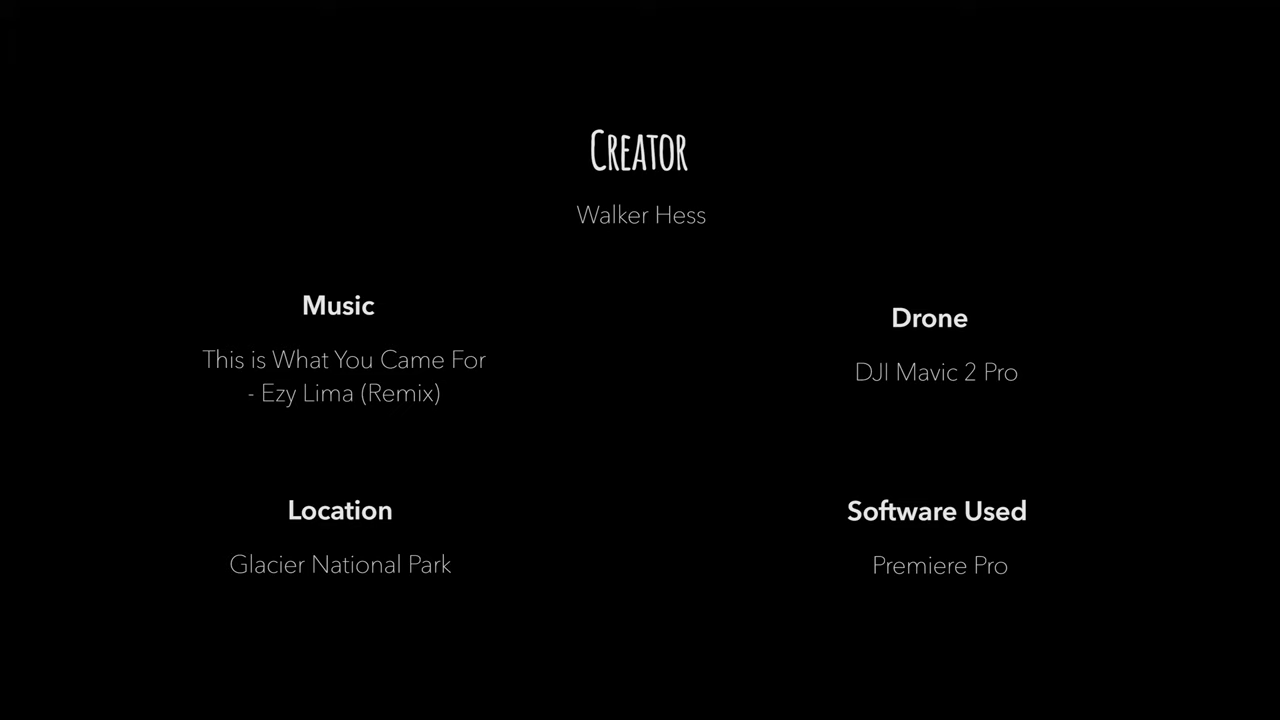 CREATOR
Walker Hess
Music
This is What You Came For
- Ezy Lima (Remix)
Drone
DJI Mavic 2 Pro
Location
Glacier National Park
Software Used
Premiere Pro